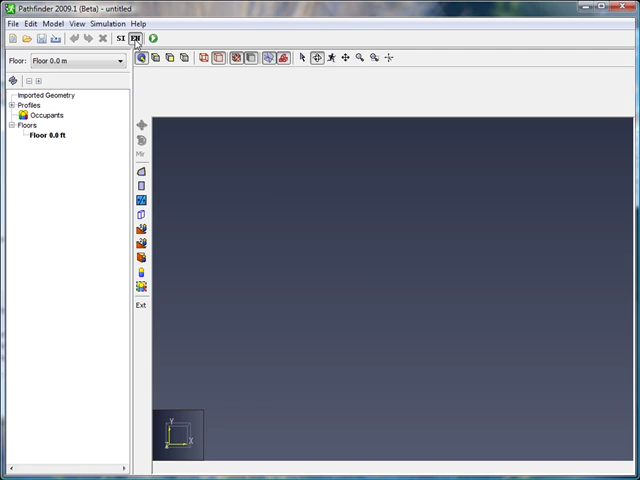 Pathfinder 2009.1 (Beta) - untitled
File Edit Model View Simulation Help
SI EN
Floor: Floor 0.0 m
Imported Geometry
Profiles
Occupants
Floors
Floor 0.0 ft
Mir
Ext
Y
X
Z